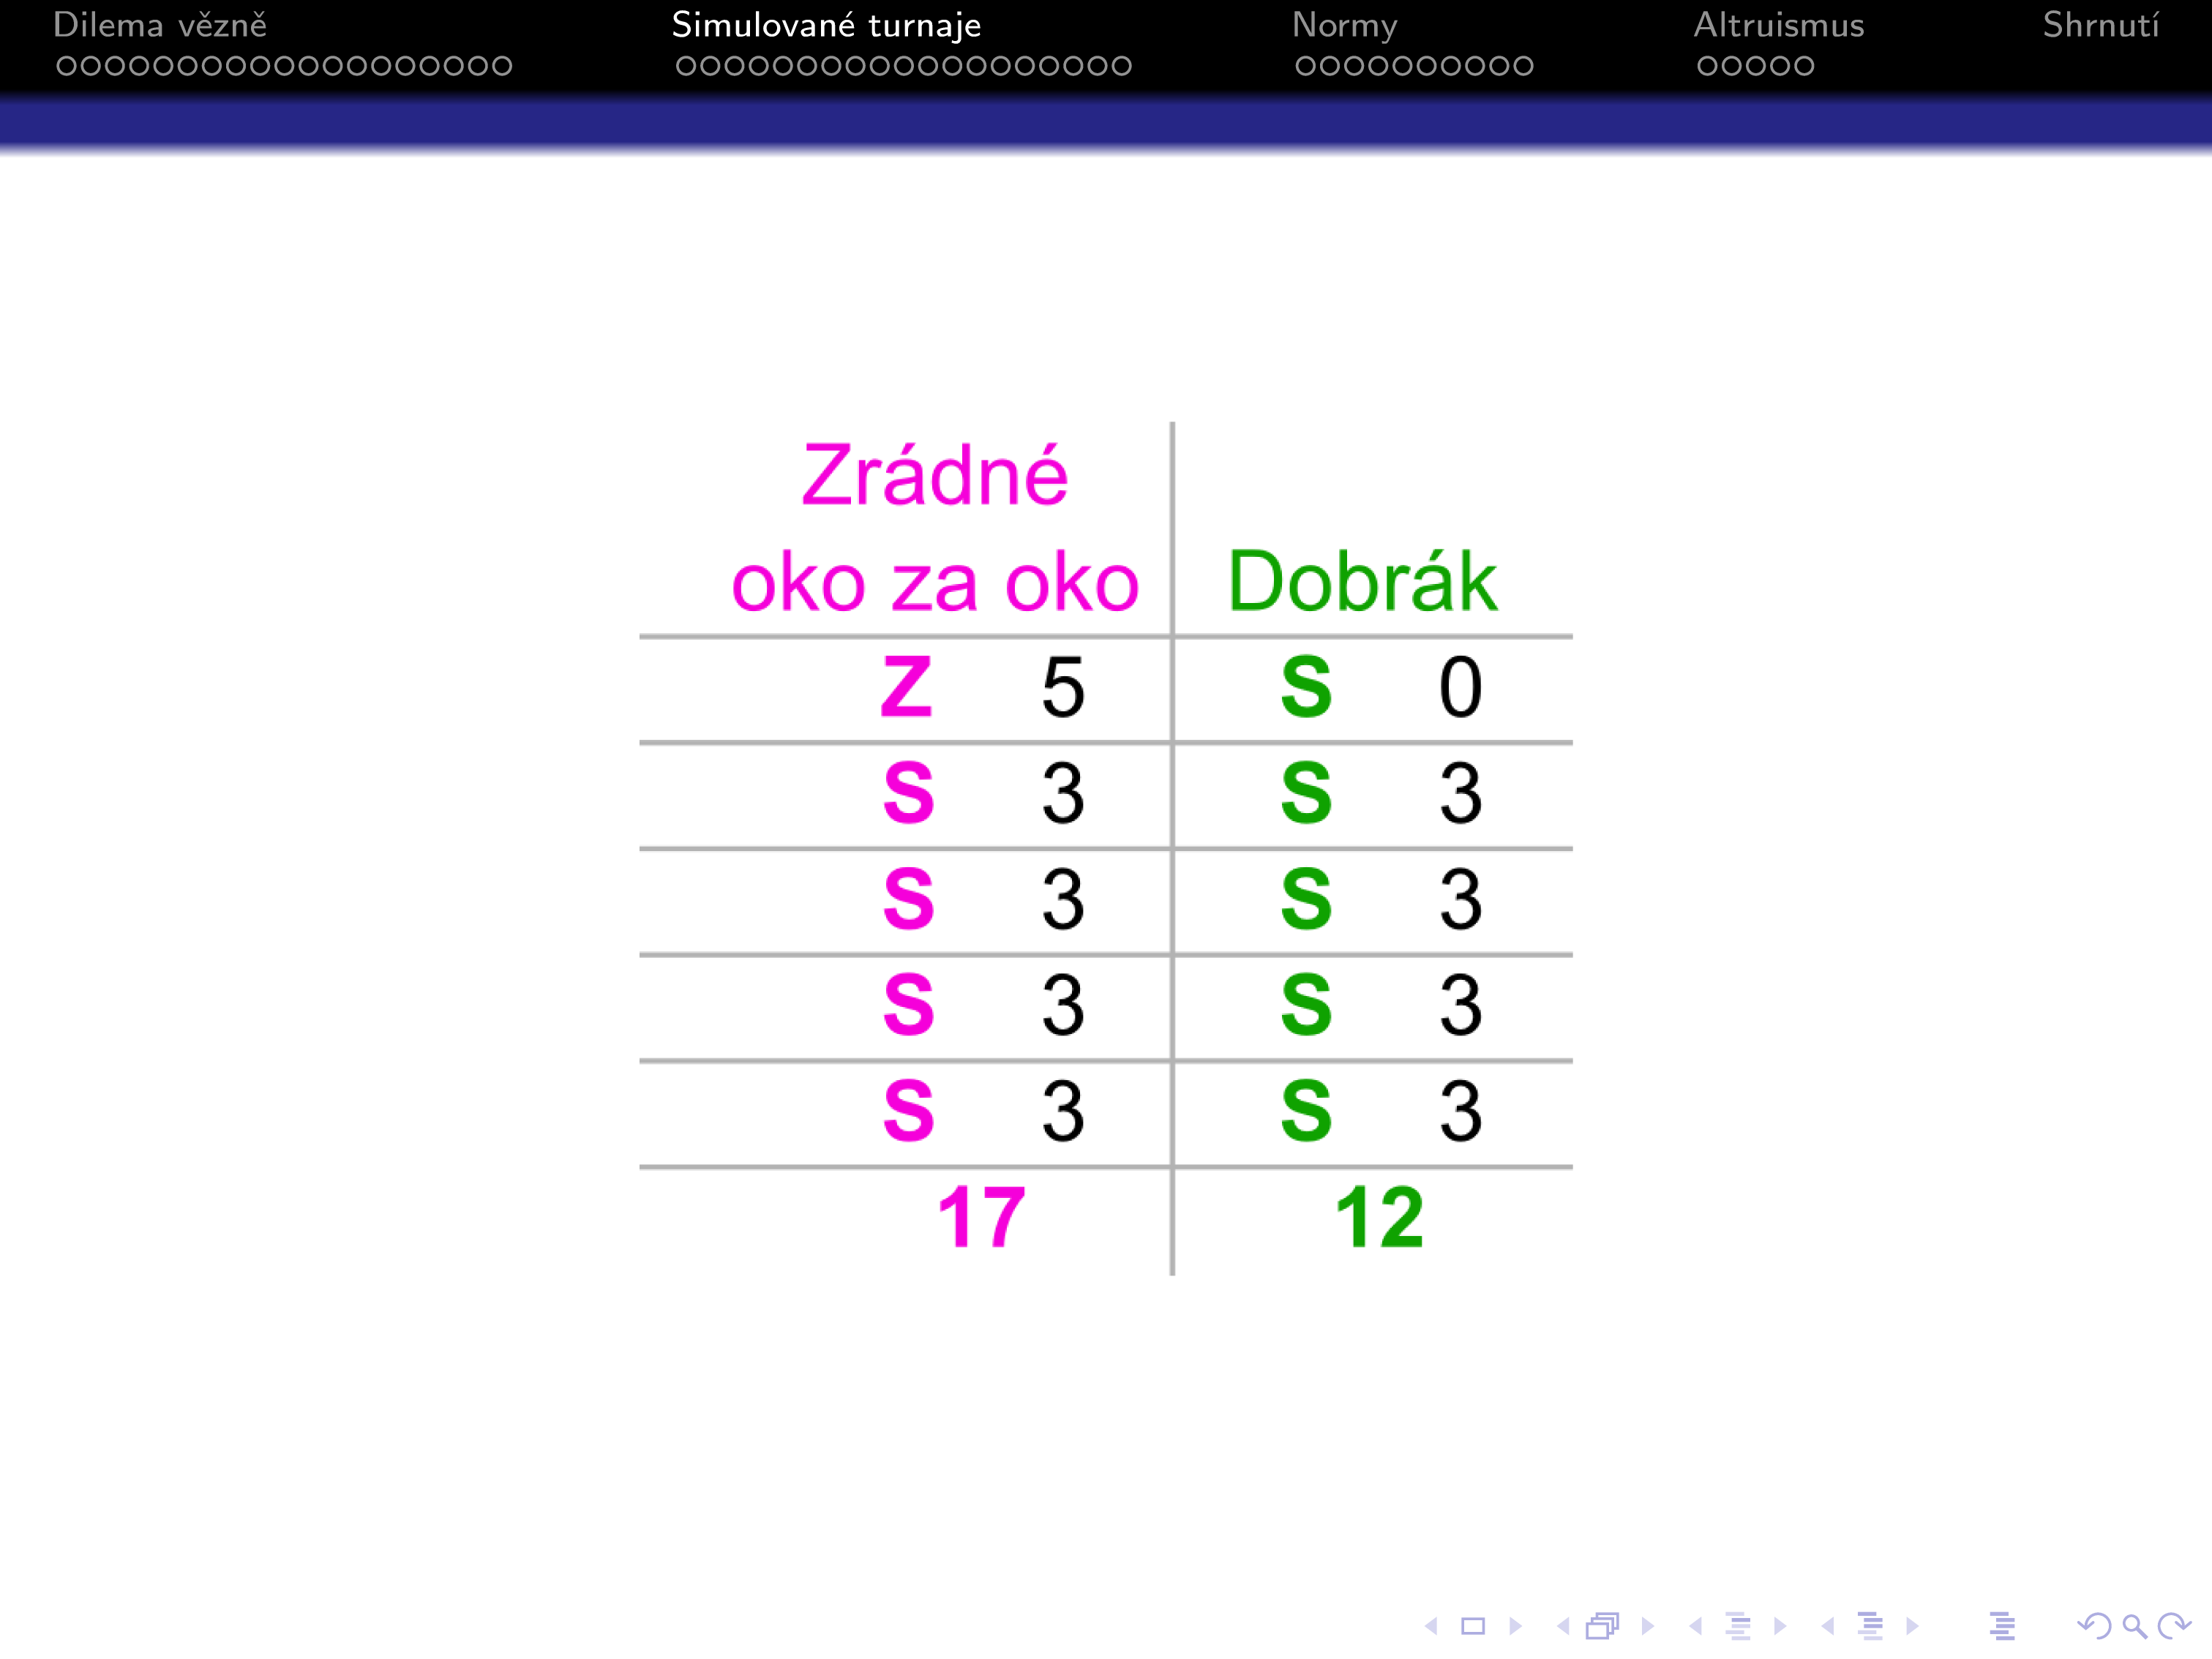 Dilema vězně Simulované turnaje Normy Altruismus Shrnutí
Zrádné
oko za oko Dobrák
Z 5 S 0
S 3 S 3
S 3 S 3
S 3 S 3
S 3 S 3
17 12